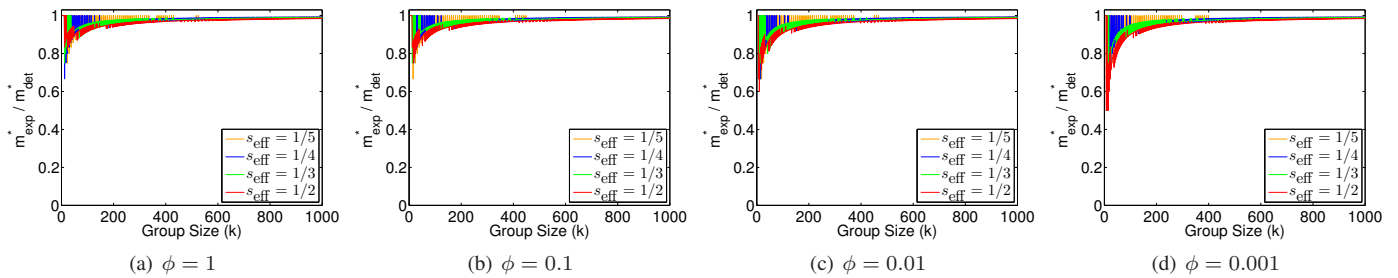 m*exp / m*det
1
0.8
0.6
0.4
0.2
0
0 200 400 600 800 1000
Group Size (k)
seff = 1/5
seff = 1/4
seff = 1/3
seff = 1/2
(a) ϕ = 1
m*exp / m*det
1
0.8
0.6
0.4
0.2
0
0 200 400 600 800 1000
Group Size (k)
seff = 1/5
seff = 1/4
seff = 1/3
seff = 1/2
(b) ϕ = 0.1
m*exp / m*det
1
0.8
0.6
0.4
0.2
0
0 200 400 600 800 1000
Group Size (k)
seff = 1/5
seff = 1/4
seff = 1/3
seff = 1/2
(c) ϕ = 0.01
m*exp / m*det
1
0.8
0.6
0.4
0.2
0
0 200 400 600 800 1000
Group Size (k)
seff = 1/5
seff = 1/4
seff = 1/3
seff = 1/2
(d) ϕ = 0.001